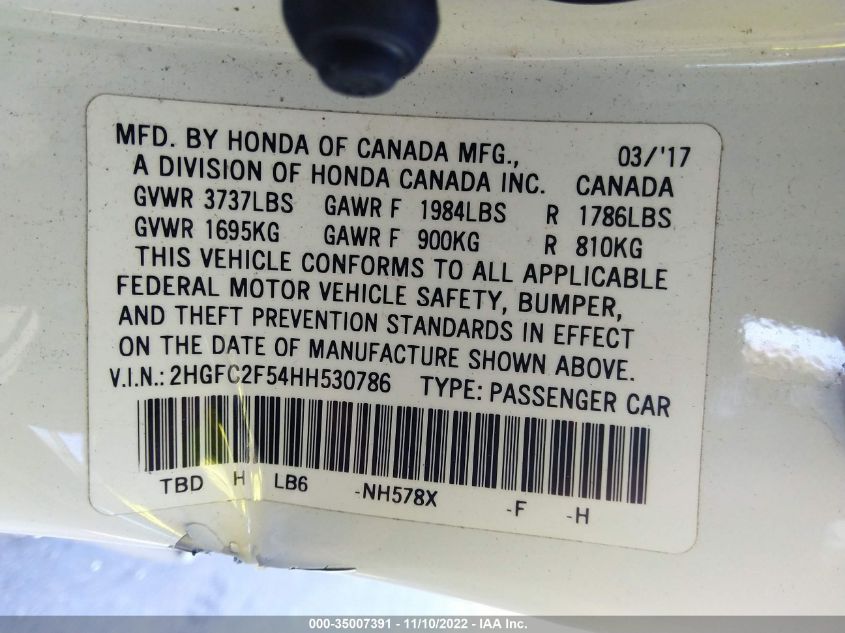 MFD. BY HONDA OF CANADA MFG., 03/'17
A DIVISION OF HONDA CANADA INC. CANADA
GVWR 3737LBS GAWR F 1984LBS R 1786LBS
GVWR 1695KG GAWR F 900KG R 810KG
THIS VEHICLE CONFORMS TO ALL APPLICABLE
FEDERAL MOTOR VEHICLE SAFETY, BUMPER,
AND THEFT PREVENTION STANDARDS IN EFFECT
ON THE DATE OF MANUFACTURE SHOWN ABOVE.
V.I.N.: 2HGFC2F54HH530786 TYPE: PASSENGER CAR
TBD H LB6 -NH578X -F -H
000-35007391 - 11/10/2022 - IAA Inc.